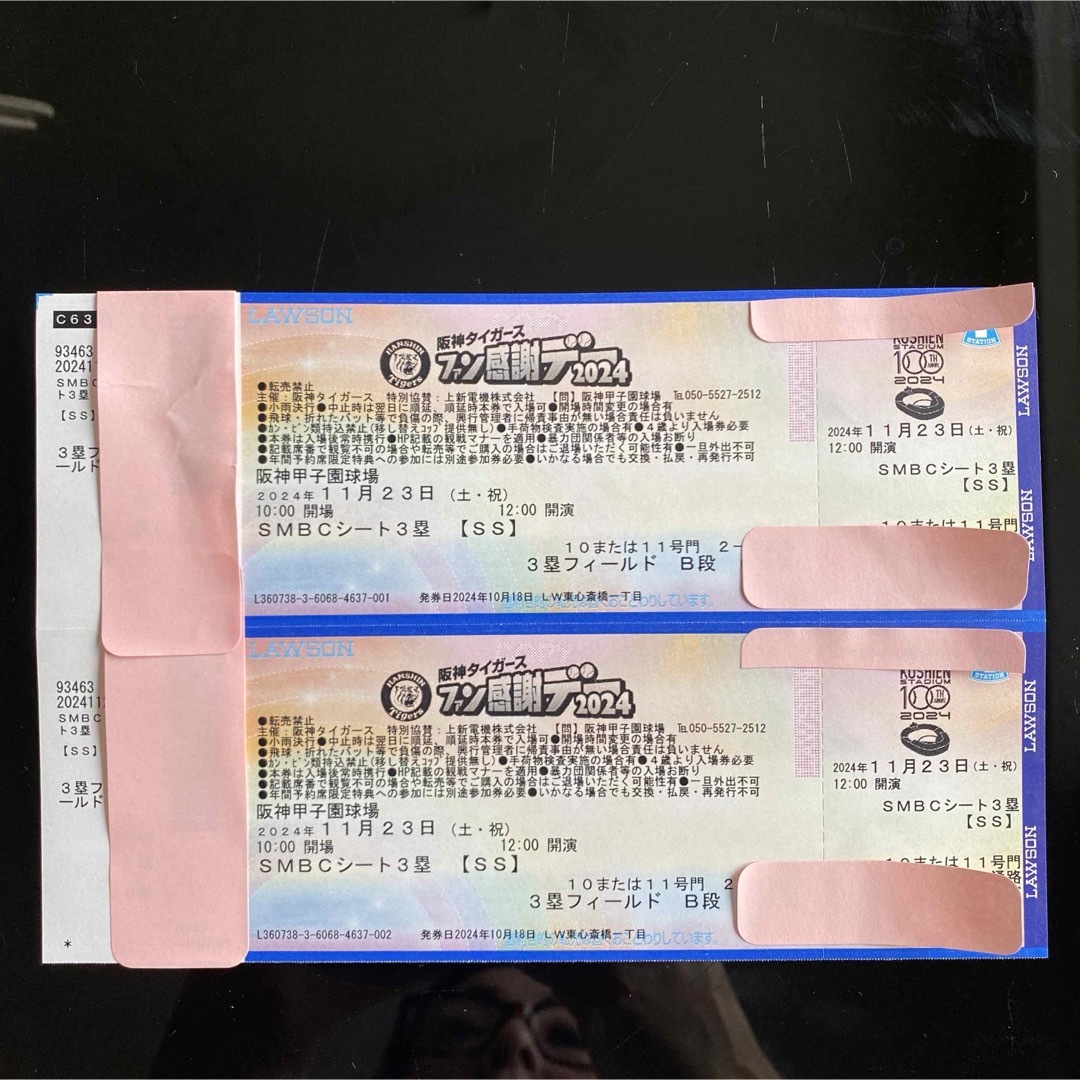 C63
93463
20241
SMBC
ト3塁
【SS】
3塁フ
ールド
LAWSON
HANSHIN Tigers
阪神タイガース
ファン感謝デー2024
●転売禁止
主催:阪神タイガース 特別協賛:上新電機株式会社 【問】阪神甲子園球場 ℡050-5527-2512
●小雨決行●中止時は翌日に順延、順延時本券で入場可●開場時間変更の場合有
●飛球・折れたバット等で負傷の際、興行管理者に帰責事由が無い場合責任は負いません
●カン・ビン類持込禁止(移し替えコップ提供無し)●手荷物検査実施の場合有●4歳より入場券必要
●本券は入場後常時携行●HP記載の観戦マナーを適用●暴力団関係者等の入場お断り
●記載席番で観覧不可の場合や転売等でご購入の場合はご退場いただく可能性有●一旦外出不可
●年間予約席限定特典への参加には別途参加券必要●いかなる場合でも交換・払戻・再発行不可
阪神甲子園球場
2024年11月23日(土・祝)
10:00 開場 12:00 開演
SMBCシート3塁 【SS】
10または11号門 2-
3塁フィールド B段
L360738-3-6068-4637-001 発券日2024年10月18日 LW東心斎橋一丁目
KOSHIEN
STADIUM
100TH
2024
STATION
2024年11月23日(土・祝)
12:00 開演
SMBCシート3塁
【SS】
10または11号門
LAWSON
LAWSON
93463
202411
SMBC
ト3塁
【SS】
3塁フ
ールド
*
LAWSON
HANSHIN Tigers
阪神タイガース
ファン感謝デー2024
●転売禁止
主催:阪神タイガース 特別協賛:上新電機株式会社 【問】阪神甲子園球場 ℡050-5527-2512
●小雨決行●中止時は翌日に順延、順延時本券で入場可●開場時間変更の場合有
●飛球・折れたバット等で負傷の際、興行管理者に帰責事由が無い場合責任は負いません
●カン・ビン類持込禁止(移し替えコップ提供無し)●手荷物検査実施の場合有●4歳より入場券必要
●本券は入場後常時携行●HP記載の観戦マナーを適用●暴力団関係者等の入場お断り
●記載席番で観覧不可の場合や転売等でご購入の場合はご退場いただく可能性有●一旦外出不可
●年間予約席限定特典への参加には別途参加券必要●いかなる場合でも交換・払戻・再発行不可
阪神甲子園球場
2024年11月23日(土・祝)
10:00 開場 12:00 開演
SMBCシート3塁 【SS】
10または11号門 2
3塁フィールド B段
L360738-3-6068-4637-002 発券日2024年10月18日 LW東心斎橋一丁目
KOSHIEN
STADIUM
100TH
2024
STATION
2024年11月23日(土・祝)
12:00 開演
SMBCシート3塁
【SS】
10または11号門
通路
LAWSON
LAWSON